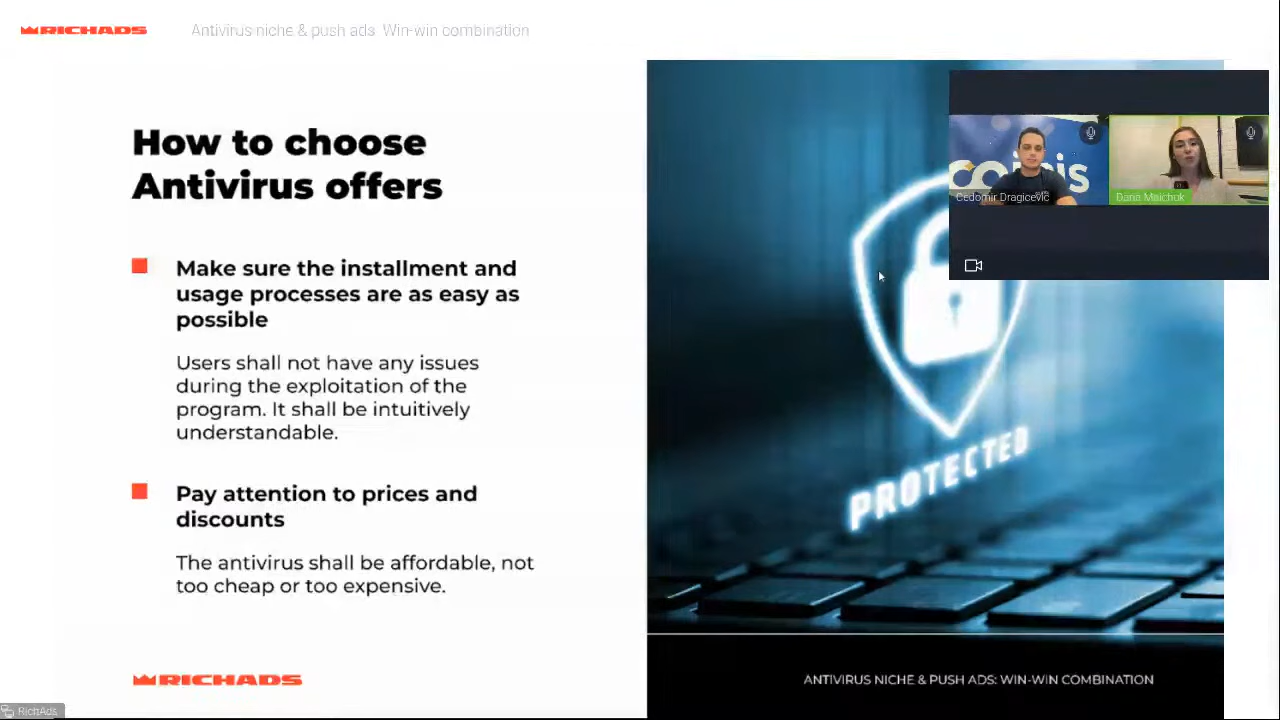 RICHADS
Antivirus niche & push ads Win-win combination
How to choose
Antivirus offers
Make sure the installment and
usage processes are as easy as
possible
Users shall not have any issues
during the exploitation of the
program. It shall be intuitively
understandable.
Pay attention to prices and
discounts
The antivirus shall be affordable, not
too cheap or too expensive.
RICHADS
PROTECTED
ANTIVIRUS NICHE & PUSH ADS: WIN-WIN COMBINATION
coinis
Cedomir Dragicevic
Daria Maichuk
RichAds